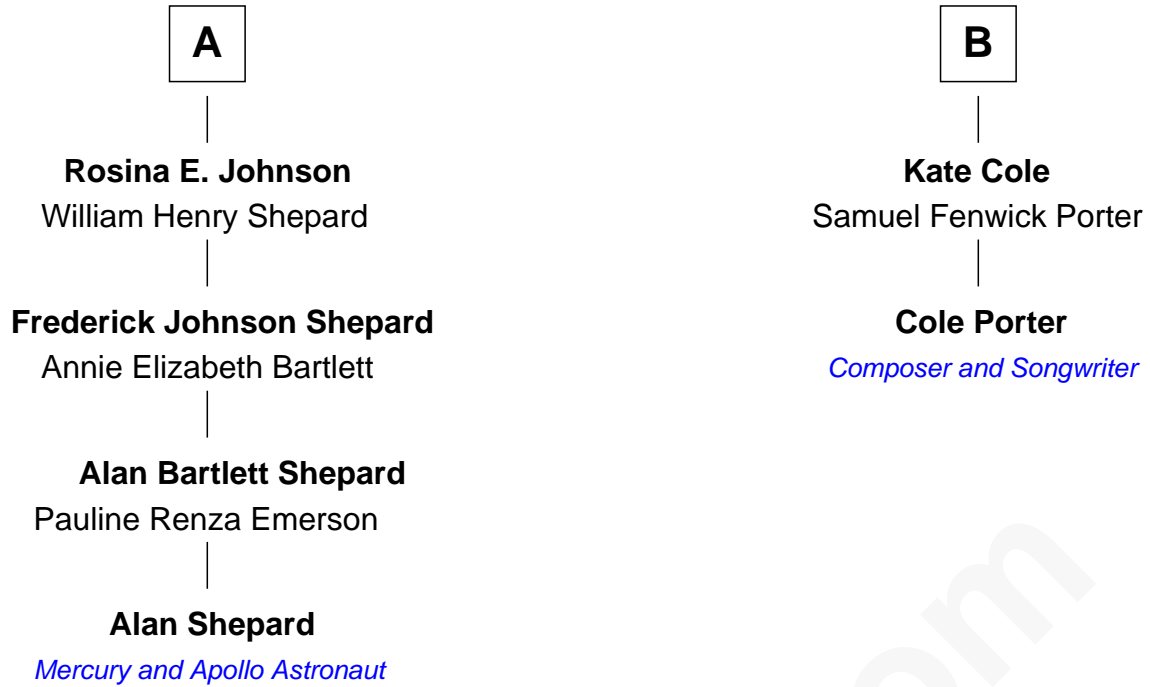 A
Rosina E. Johnson
William Henry Shepard
Frederick Johnson Shepard
Annie Elizabeth Bartlett
Alan Bartlett Shepard
Pauline Renza Emerson
Alan Shepard
Mercury and Apollo Astronaut
B
Kate Cole
Samuel Fenwick Porter
Cole Porter
Composer and Songwriter
om